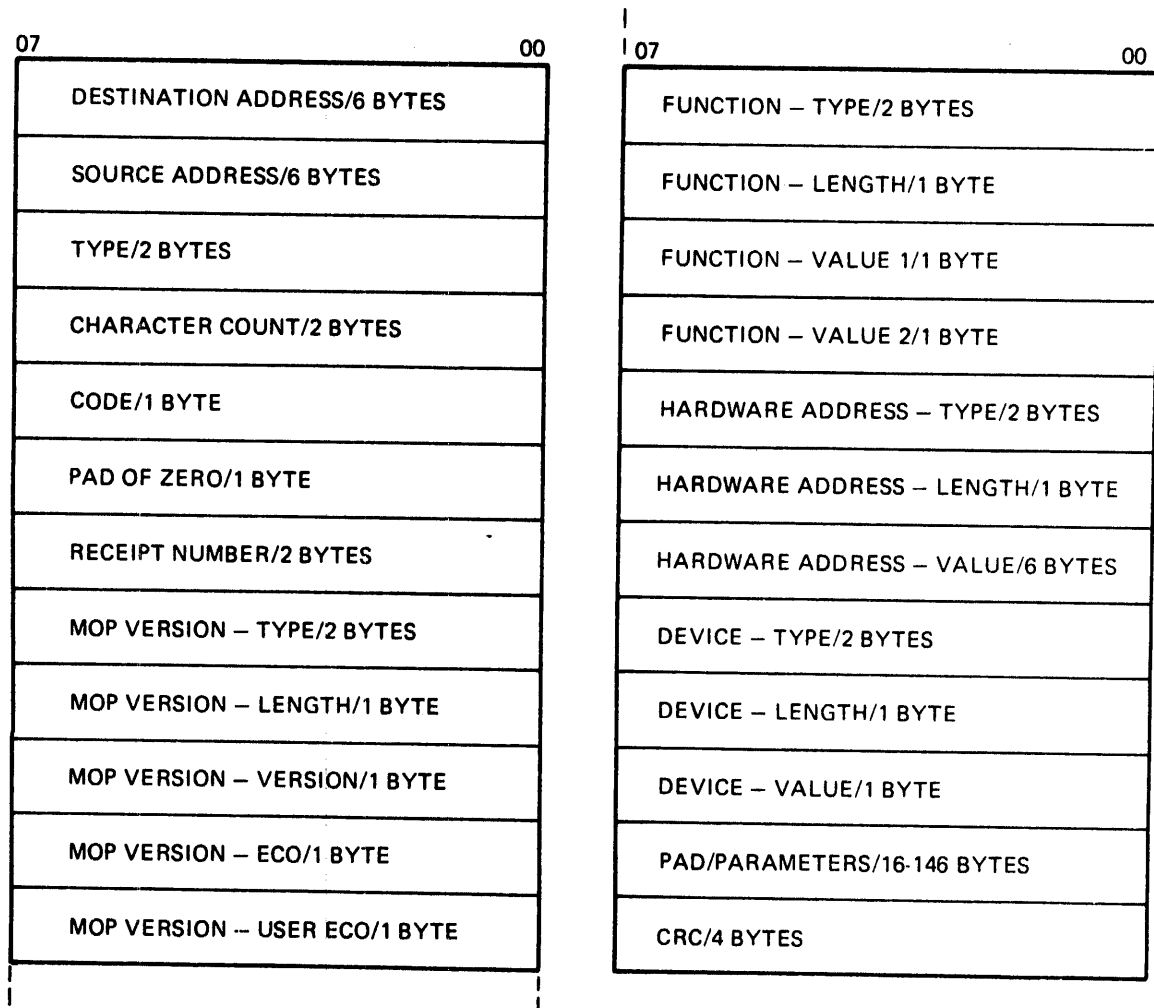 07 00
DESTINATION ADDRESS/6 BYTES
SOURCE ADDRESS/6 BYTES
TYPE/2 BYTES
CHARACTER COUNT/2 BYTES
CODE/1 BYTE
PAD OF ZERO/1 BYTE
RECEIPT NUMBER/2 BYTES
MOP VERSION – TYPE/2 BYTES
MOP VERSION – LENGTH/1 BYTE
MOP VERSION – VERSION/1 BYTE
MOP VERSION – ECO/1 BYTE
MOP VERSION – USER ECO/1 BYTE
07 00
FUNCTION – TYPE/2 BYTES
FUNCTION – LENGTH/1 BYTE
FUNCTION – VALUE 1/1 BYTE
FUNCTION – VALUE 2/1 BYTE
HARDWARE ADDRESS – TYPE/2 BYTES
HARDWARE ADDRESS – LENGTH/1 BYTE
HARDWARE ADDRESS – VALUE/6 BYTES
DEVICE – TYPE/2 BYTES
DEVICE – LENGTH/1 BYTE
DEVICE – VALUE/1 BYTE
PAD/PARAMETERS/16-146 BYTES
CRC/4 BYTES